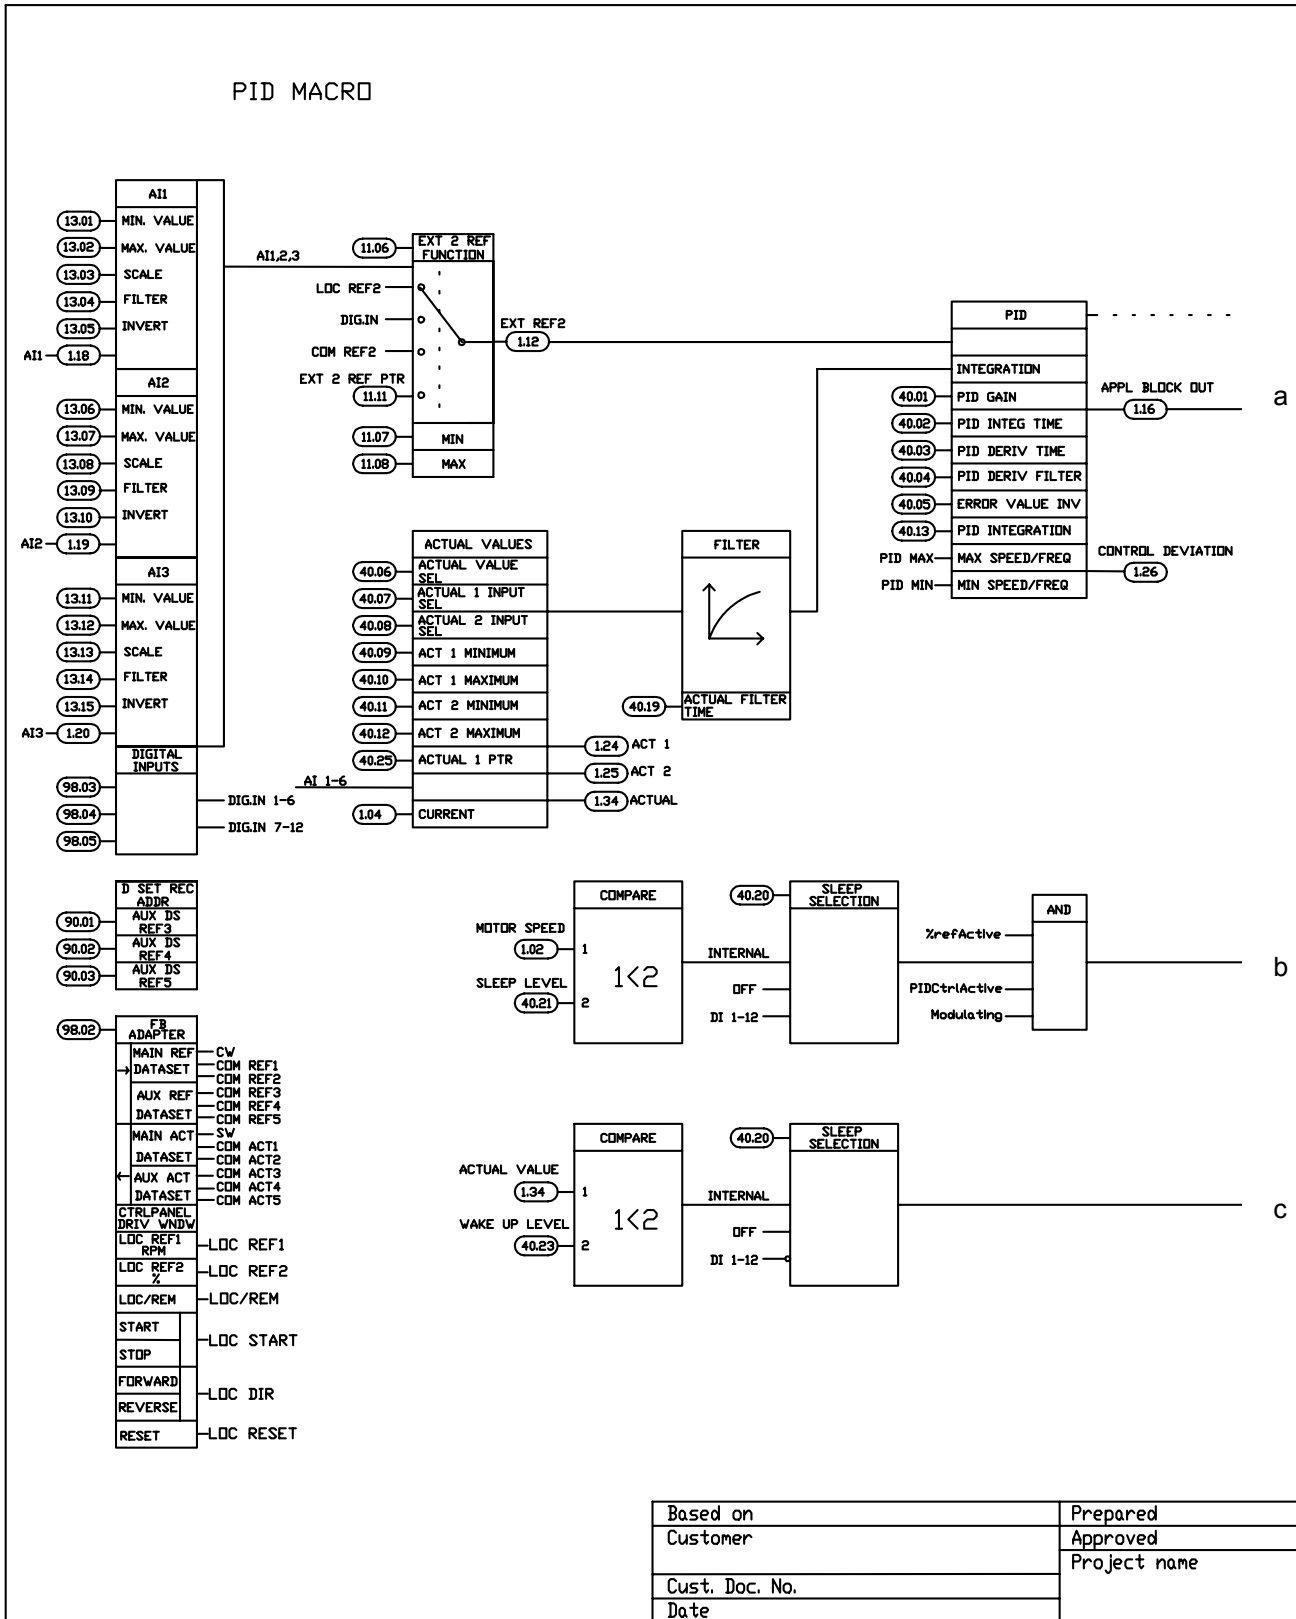 PID MACRO
AI1
13.01 MIN. VALUE
13.02 MAX. VALUE
13.03 SCALE
13.04 FILTER
13.05 INVERT
AI1 1.18
AI2
13.06 MIN. VALUE
13.07 MAX. VALUE
13.08 SCALE
13.09 FILTER
13.10 INVERT
AI2 1.19
AI3
13.11 MIN. VALUE
13.12 MAX. VALUE
13.13 SCALE
13.14 FILTER
13.15 INVERT
AI3 1.20
DIGITAL
INPUTS
98.03
DIG.IN 1-6
98.04
DIG.IN 7-12
98.05
D SET REC
ADDR
90.01 AUX DS
REF3
90.02 AUX DS
REF4
90.03 AUX DS
REF5
98.02 FB
ADAPTER
MAIN REF CW
DATASET COM REF1
COM REF2
AUX REF COM REF3
COM REF4
DATASET COM REF5
MAIN ACT SW
COM ACT1
DATASET COM ACT2
AUX ACT COM ACT3
COM ACT4
DATASET COM ACT5
CTRLPANEL
DRIV WNDW
LOC REF1
RPM LOC REF1
LOC REF2
% LOC REF2
LOC/REM LOC/REM
START
LOC START
STOP
FORWARD
LOC DIR
REVERSE
RESET LOC RESET
AI1,2,3
11.06 EXT 2 REF
FUNCTION
LOC REF2
DIG.IN
COM REF2
EXT 2 REF PTR
11.11
11.07 MIN
11.08 MAX
EXT REF2
1.12
ACTUAL VALUES
40.06 ACTUAL VALUE
SEL
40.07 ACTUAL 1 INPUT
SEL
40.08 ACTUAL 2 INPUT
SEL
40.09 ACT 1 MINIMUM
40.10 ACT 1 MAXIMUM
40.11 ACT 2 MINIMUM
40.12 ACT 2 MAXIMUM
40.25 ACTUAL 1 PTR
AI 1-6
1.04 CURRENT
1.24 ACT 1
1.25 ACT 2
1.34 ACTUAL
FILTER
40.19 ACTUAL FILTER
TIME
PID
INTEGRATION
40.01 PID GAIN
40.02 PID INTEG TIME
40.03 PID DERIV TIME
40.04 PID DERIV FILTER
40.05 ERROR VALUE INV
40.13 PID INTEGRATION
PID MAX MAX SPEED/FREQ
PID MIN MIN SPEED/FREQ
APPL BLOCK OUT
1.16
a
CONTROL DEVIATION
1.26
COMPARE
MOTOR SPEED
1.02 1
1<2
SLEEP LEVEL
40.21 2
40.20 SLEEP
SELECTION
INTERNAL
OFF
DI 1-12
AND
%refActive
PIDCtrlActive
Modulating
b
COMPARE
ACTUAL VALUE
1.34 1
1<2
WAKE UP LEVEL
40.23 2
40.20 SLEEP
SELECTION
INTERNAL
OFF
DI 1-12
c
Based on
Prepared
Customer
Approved
Project name
Cust. Doc. No.
Date